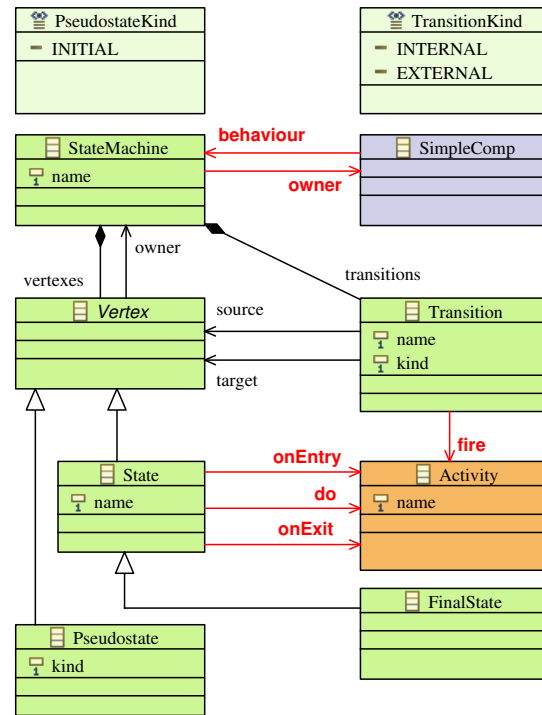 PseudostateKind
INITIAL
TransitionKind
INTERNAL
EXTERNAL
StateMachine
name
behaviour
owner
SimpleComp
owner
vertexes
transitions
Vertex
source
target
Transition
name
kind
fire
State
name
onEntry
do
onExit
Activity
name
FinalState
Pseudostate
kind